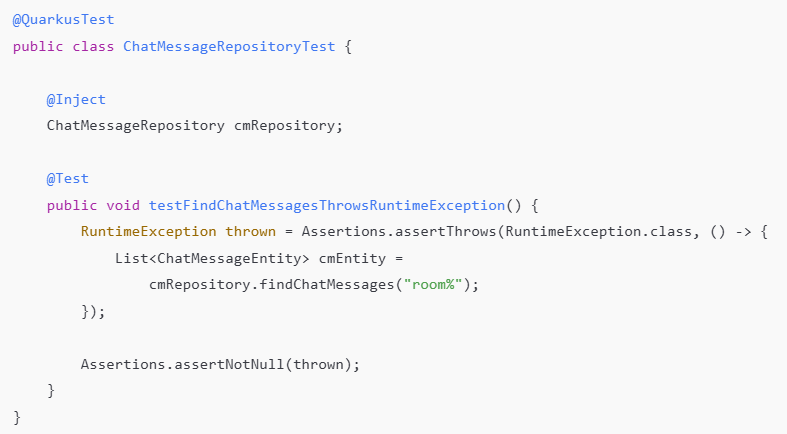 @QuarkusTest
public class ChatMessageRepositoryTest {
@Inject
ChatMessageRepository cmRepository;
@Test
public void testFindChatMessagesThrowsRuntimeException() {
RuntimeException thrown = Assertions.assertThrows(RuntimeException.class, () -> {
List<ChatMessageEntity> cmEntity =
cmRepository.findChatMessages("room%");
});
Assertions.assertNotNull(thrown);
}
}